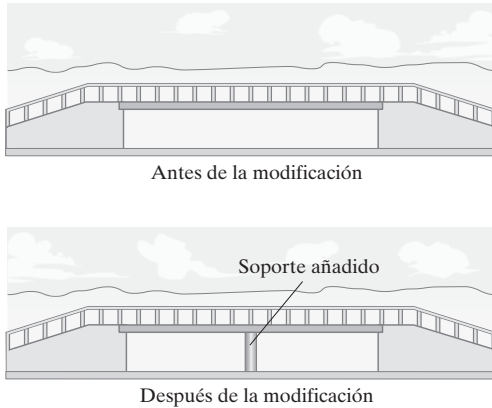 Antes de la modificación
Soporte añadido
Después de la modificación